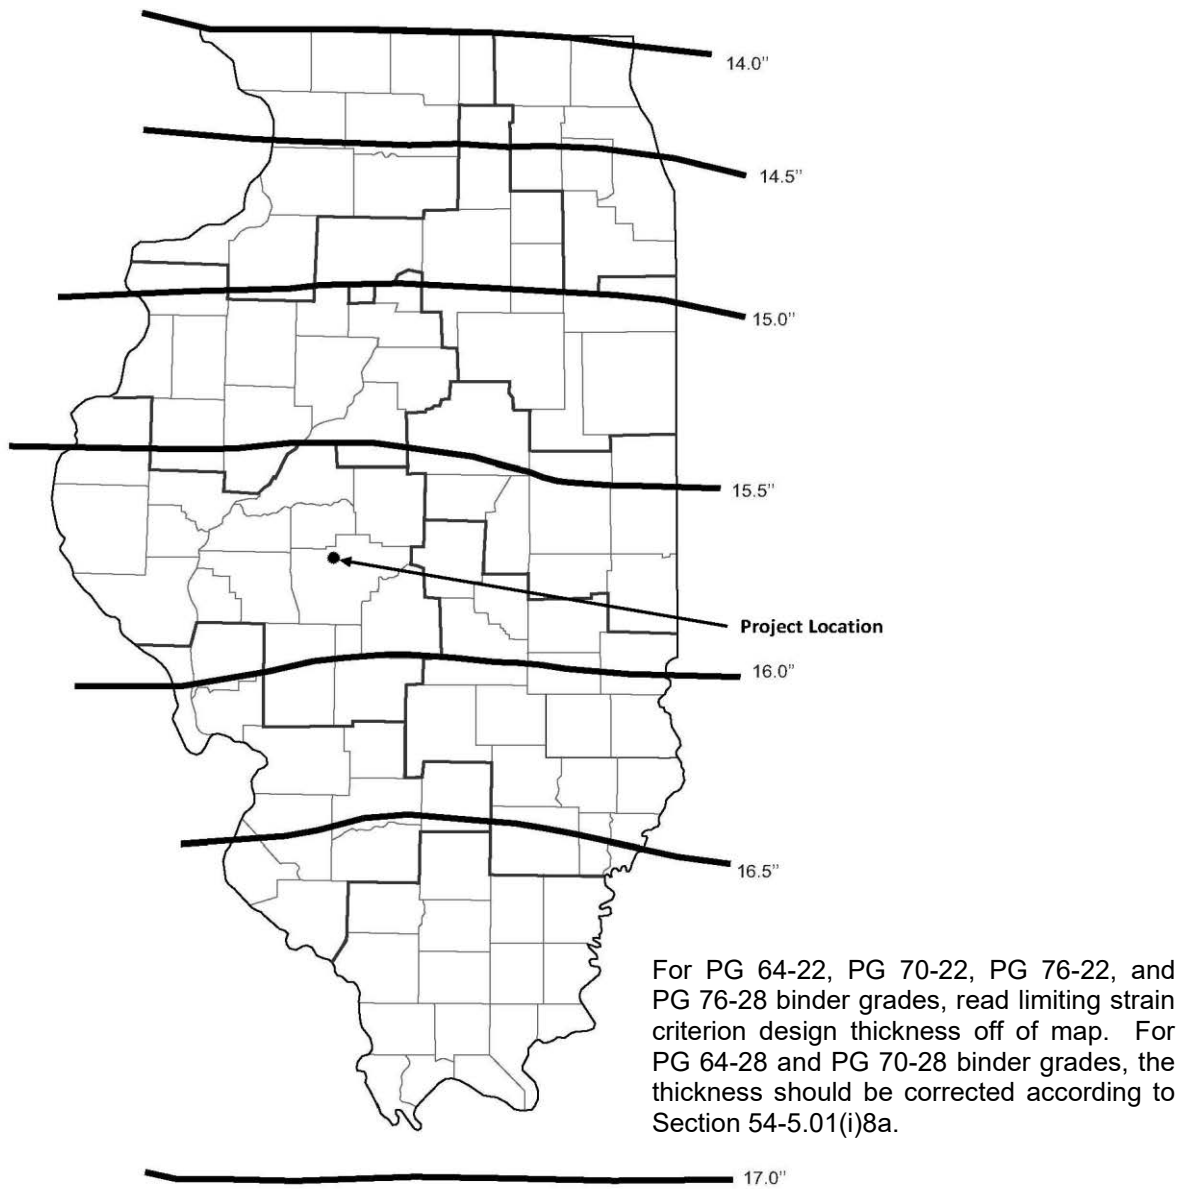 14.0”
14.5”
15.0”
15.5”
Project Location
16.0”
16.5”
For PG 64-22, PG 70-22, PG 76-22, and
PG 76-28 binder grades, read limiting strain
criterion design thickness off of map. For
PG 64-28 and PG 70-28 binder grades, the
thickness should be corrected according to
Section 54-5.01(i)8a.
17.0”